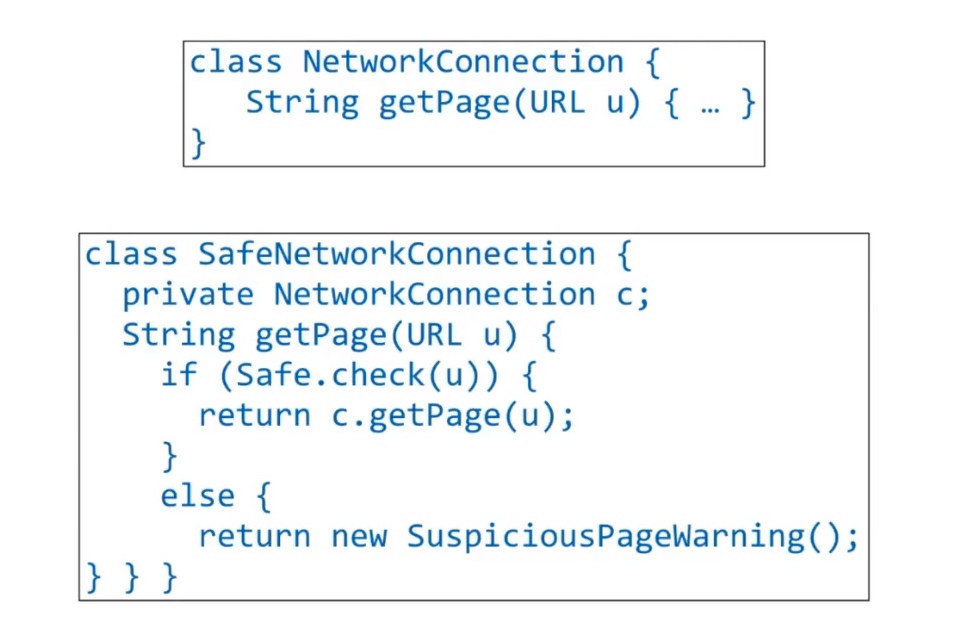 class NetworkConnection {
String getPage(URL u) { … }
}
class SafeNetworkConnection {
private NetworkConnection c;
String getPage(URL u) {
if (Safe.check(u)) {
return c.getPage(u);
}
else {
return new SuspiciousPageWarning();
} } }